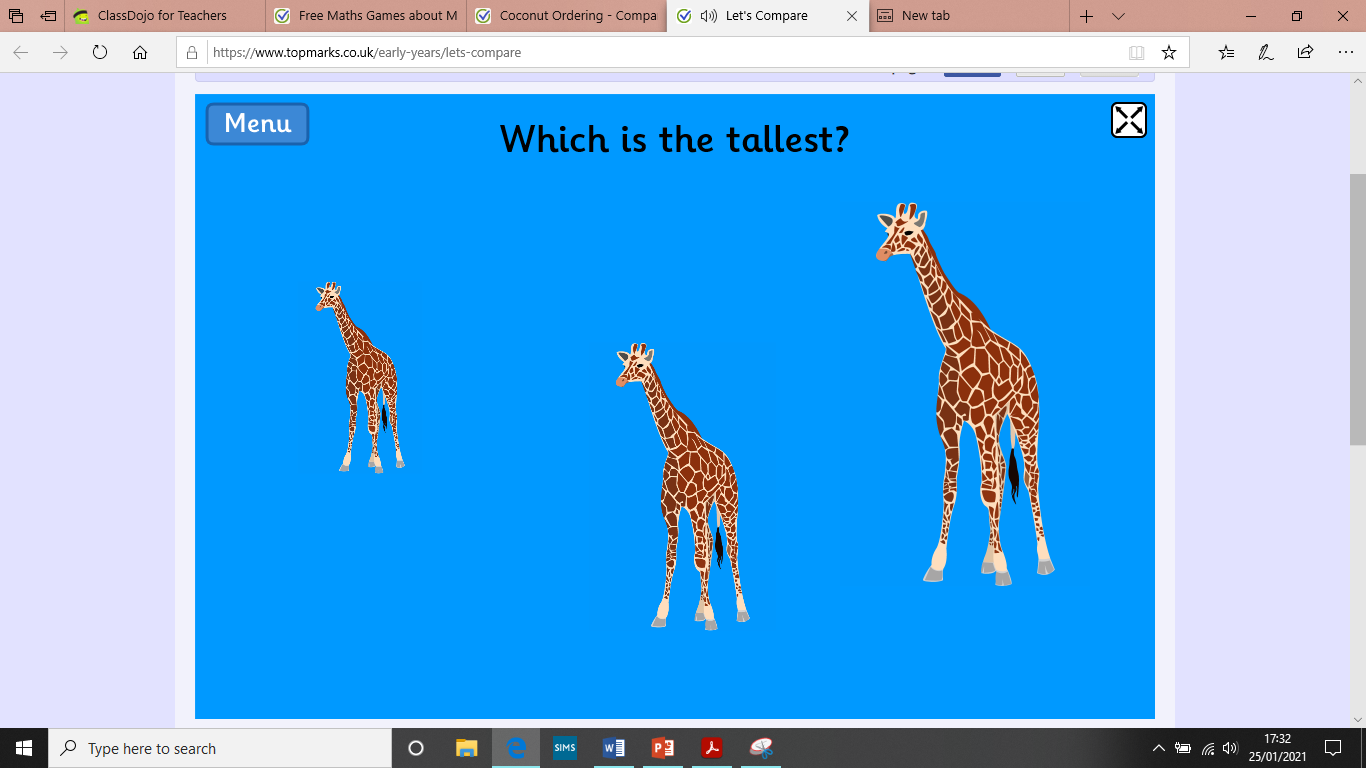 ClassDojo for Teachers
Free Maths Games about M
Coconut Ordering - Compa
Let's Compare
New tab
https://www.topmarks.co.uk/early-years/lets-compare
Menu
Which is the tallest?
Type here to search
SIMS
17:32
25/01/2021